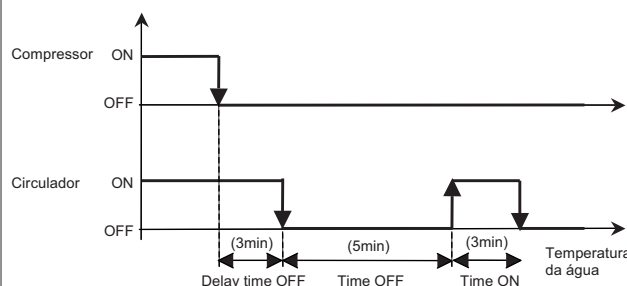 Compressor ON
OFF
Circulador ON
OFF
(3min) (5min) (3min)
Delay time OFF Time OFF Time ON
Temperatura
da água